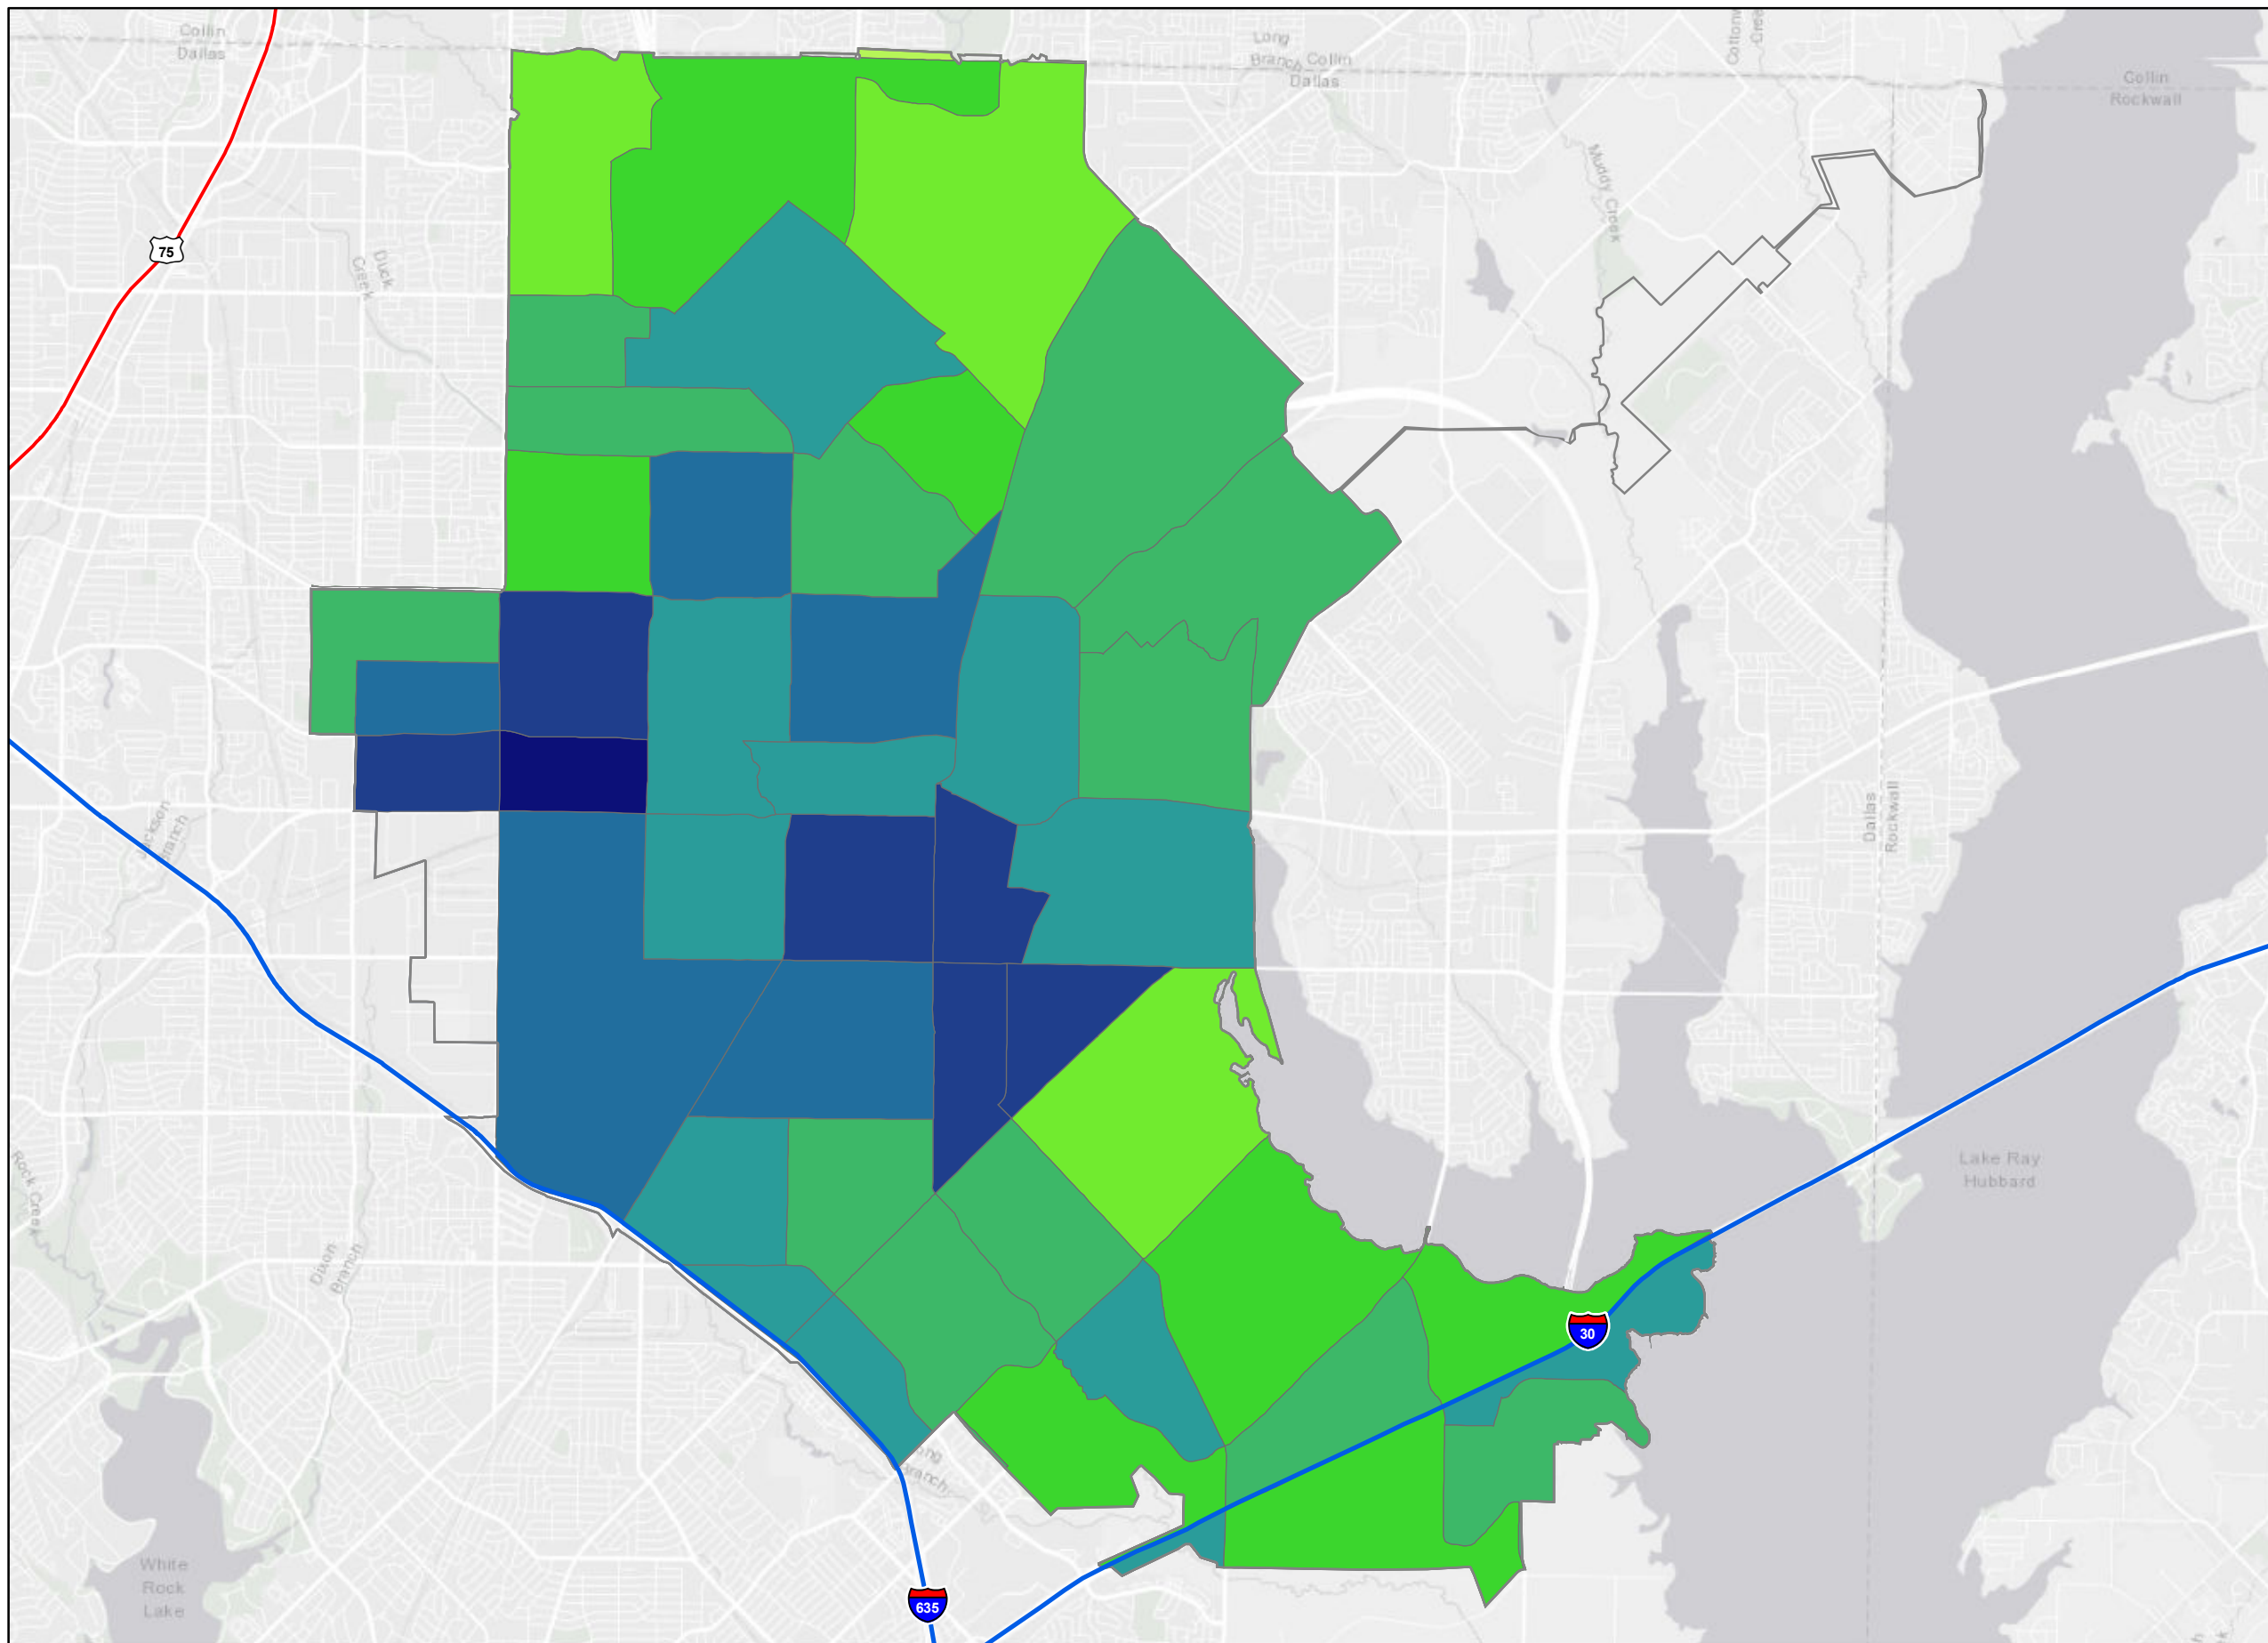 Collin
Dallas
Long
Branch
Collin
Dallas
Collin
Rockwall
Muddy Creek
75
Duck
Creek
Jackson
Branch
Dallas
Rockwall
Rock Creek
Dixon
Branch
Lake Ray
Hubbard
30
Branch
White
Rock
Lake
635